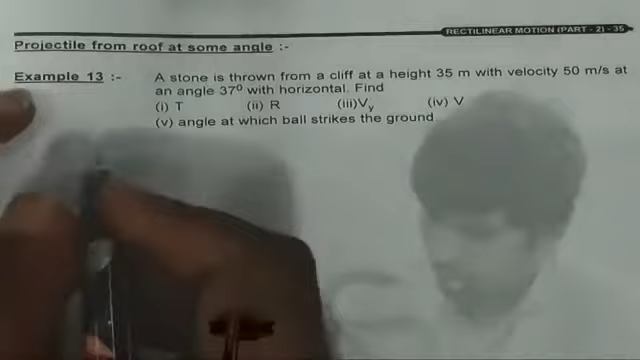 RECTILINEAR MOTION (PART - 2) - 35
Projectile from roof at some angle :-
Example 13 :- A stone is thrown from a cliff at a height 35 m with velocity 50 m/s at
an angle 37⁰ with horizontal. Find
(i) T (ii) R (iii)Vy (iv) V
(v) angle at which ball strikes the ground